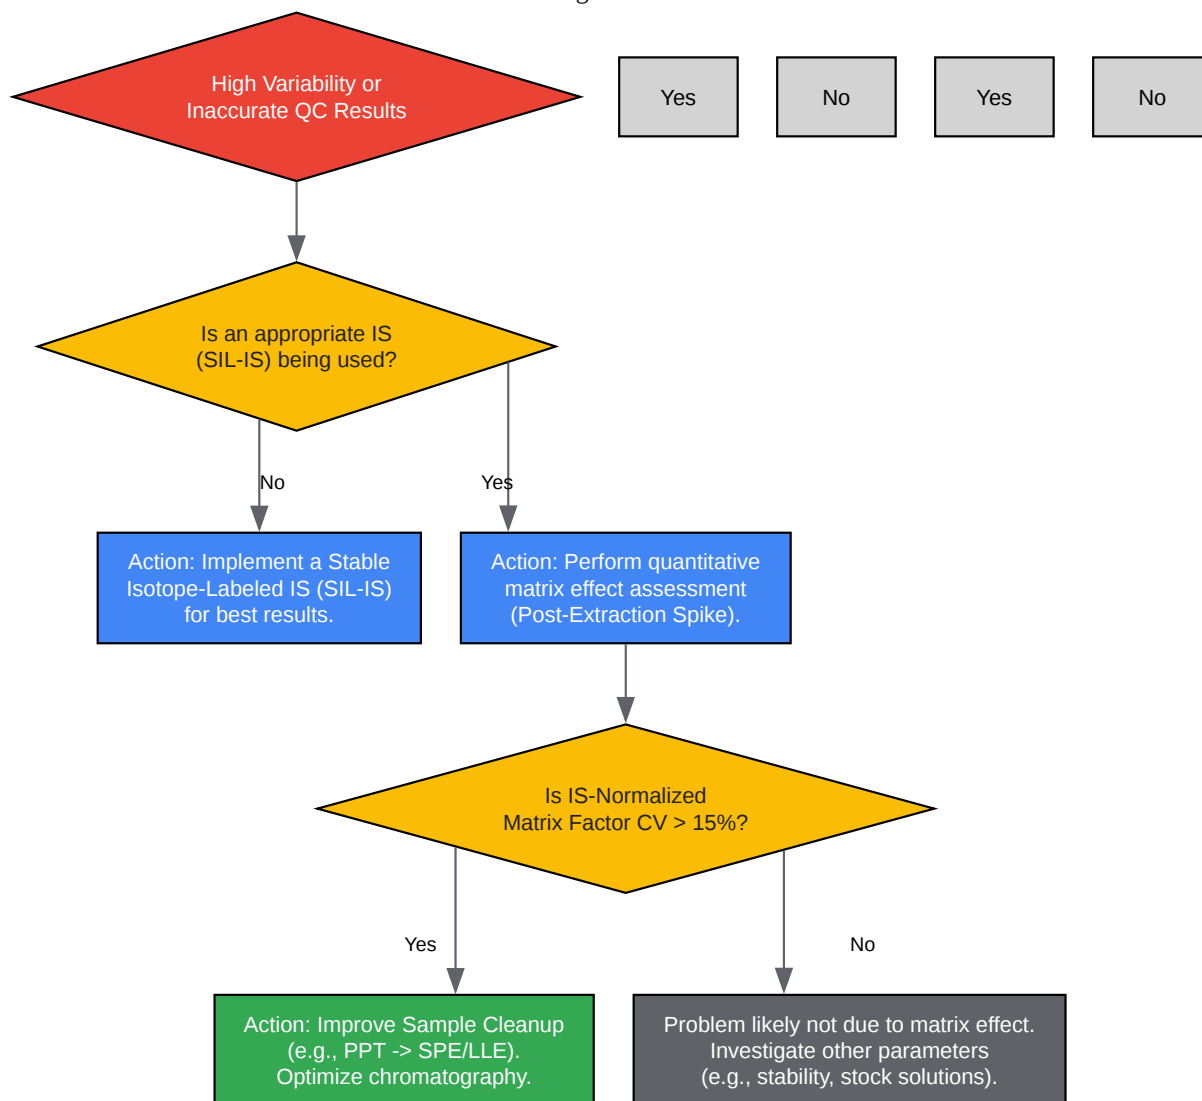 High Variability or
Inaccurate QC Results
Yes
No
Yes
No
Is an appropriate IS
(SIL-IS) being used?
No
Yes
Action: Implement a Stable
Isotope-Labeled IS (SIL-IS)
for best results.
Action: Perform quantitative
matrix effect assessment
(Post-Extraction Spike).
Is IS-Normalized
Matrix Factor CV > 15%?
Yes
No
Action: Improve Sample Cleanup
(e.g., PPT -> SPE/LLE).
Optimize chromatography.
Problem likely not due to matrix effect.
Investigate other parameters
(e.g., stability, stock solutions).